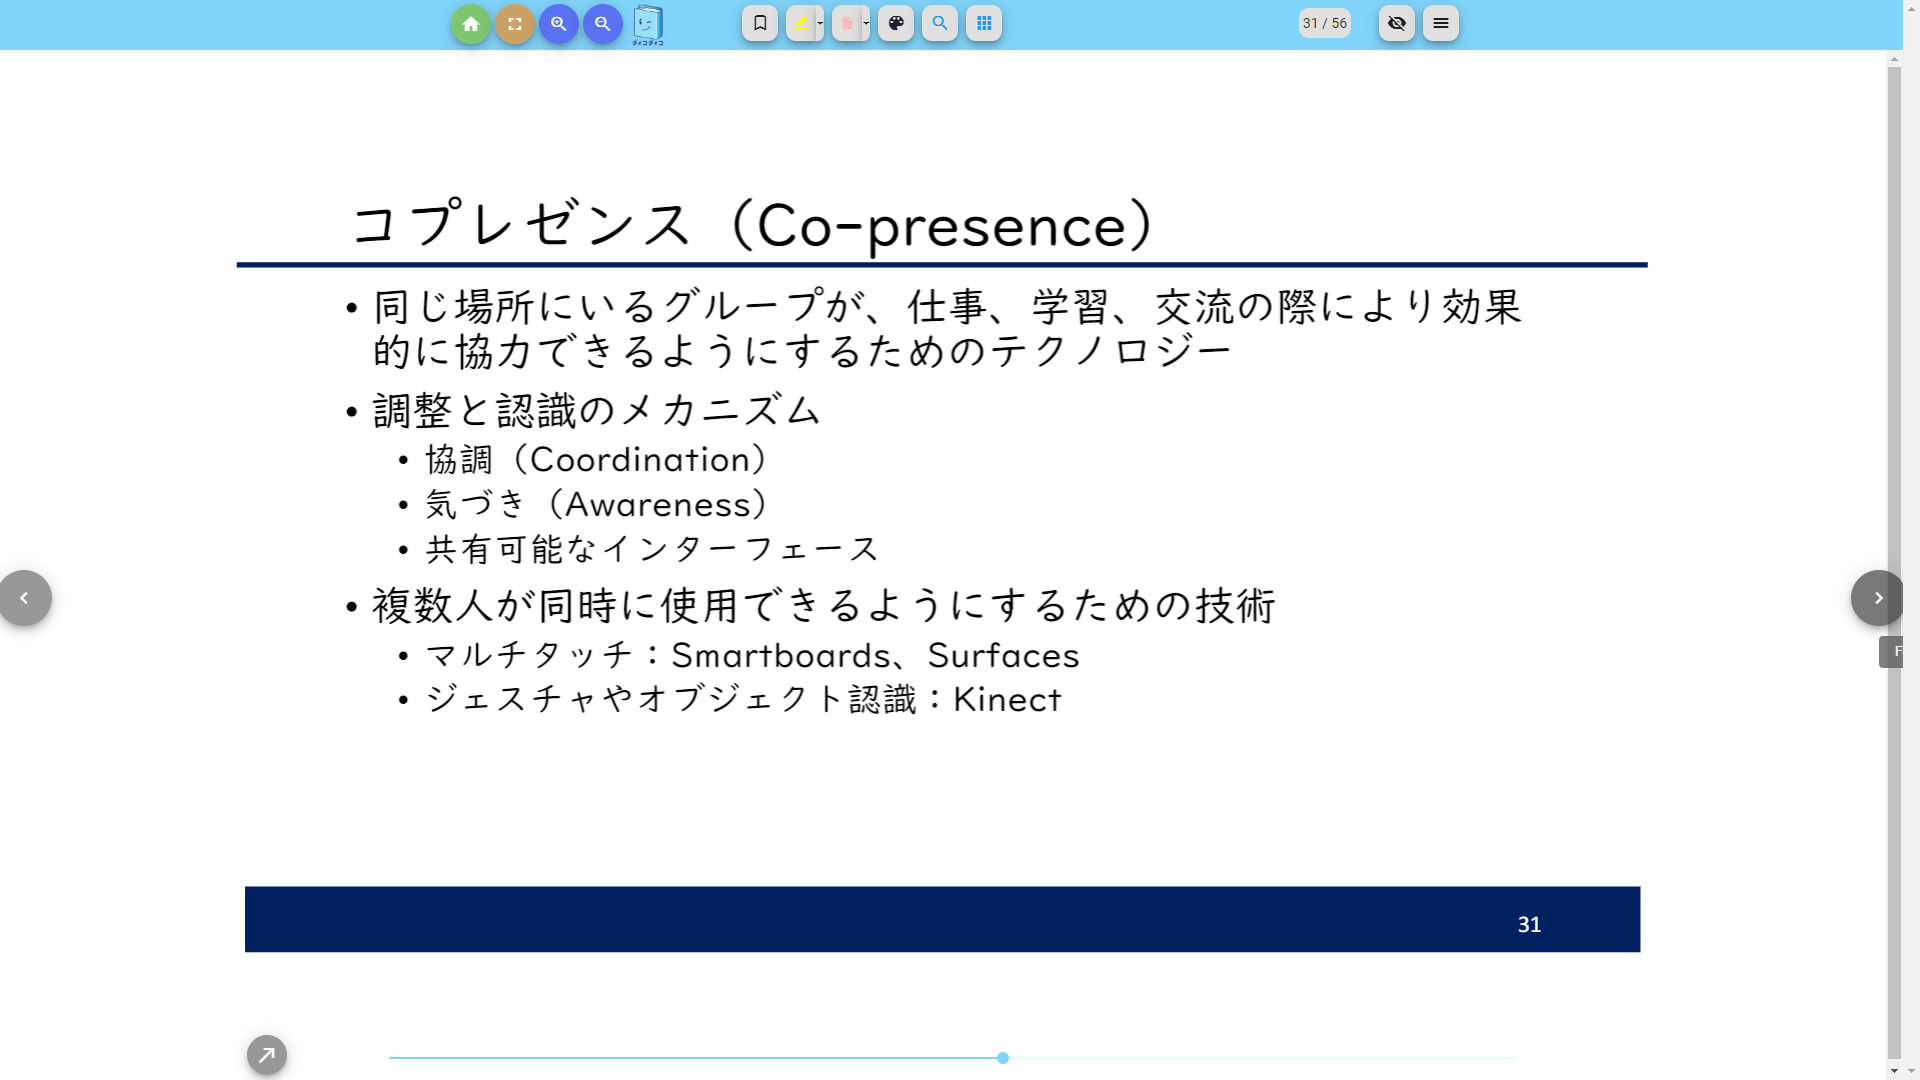 31 / 56
コプレゼンス（Co-presence）
• 同じ場所にいるグループが、仕事、学習、交流の際により効果
的に協力できるようにするためのテクノロジー
• 調整と認識のメカニズム
• 協調（Coordination）
• 気づき（Awareness）
• 共有可能なインターフェース
• 複数人が同時に使用できるようにするための技術
• マルチタッチ：Smartboards、Surfaces
• ジェスチャやオブジェクト認識：Kinect
F
31